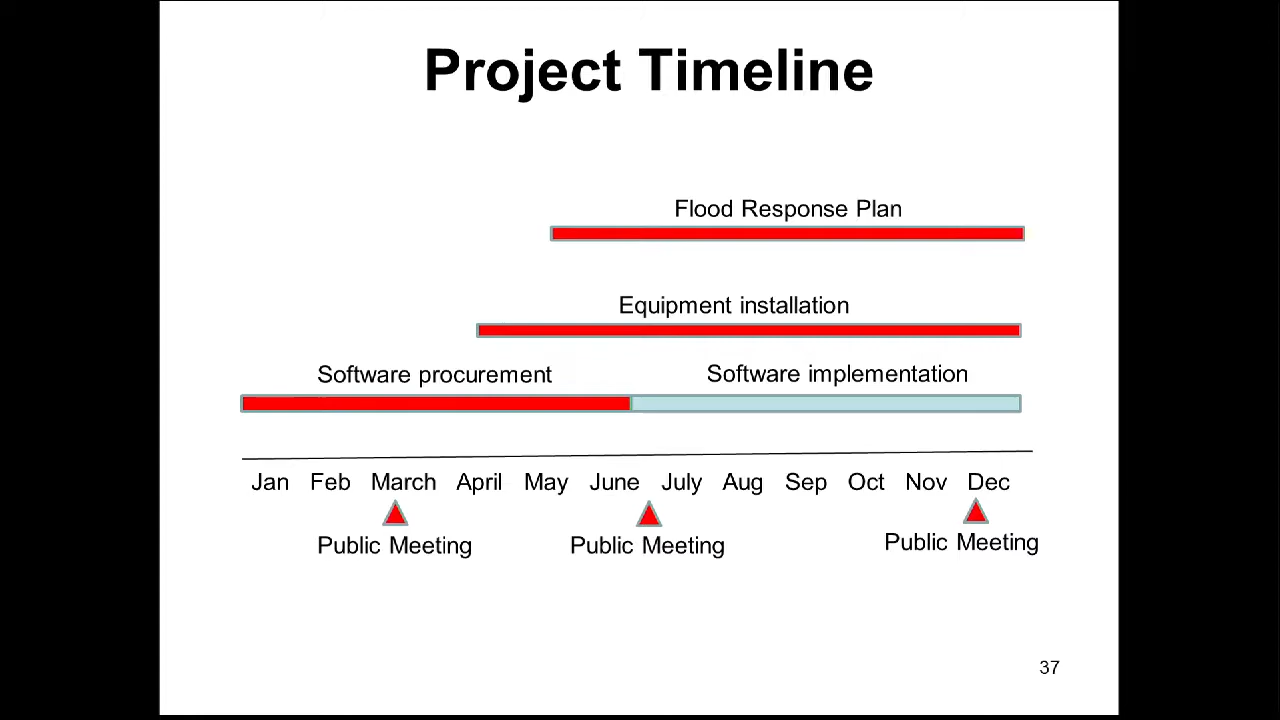 Project Timeline
Flood Response Plan
Equipment installation
Software procurement Software implementation
Jan Feb March April May June July Aug Sep Oct Nov Dec
Public Meeting Public Meeting Public Meeting
37